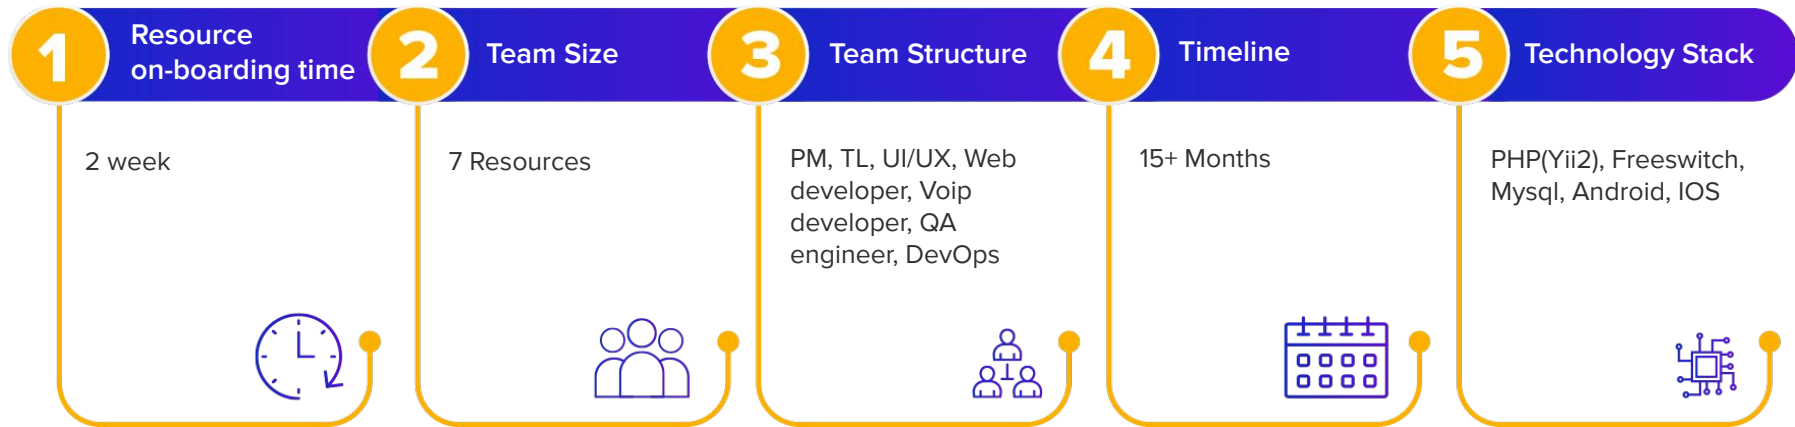 1
Resource
on-boarding time
2 week
2
Team Size
7 Resources
3
Team Structure
PM, TL, UI/UX, Web
developer, Voip
developer, QA
engineer, DevOps
4
Timeline
15+ Months
5
Technology Stack
PHP(Yii2), Freeswitch,
Mysql, Android, IOS